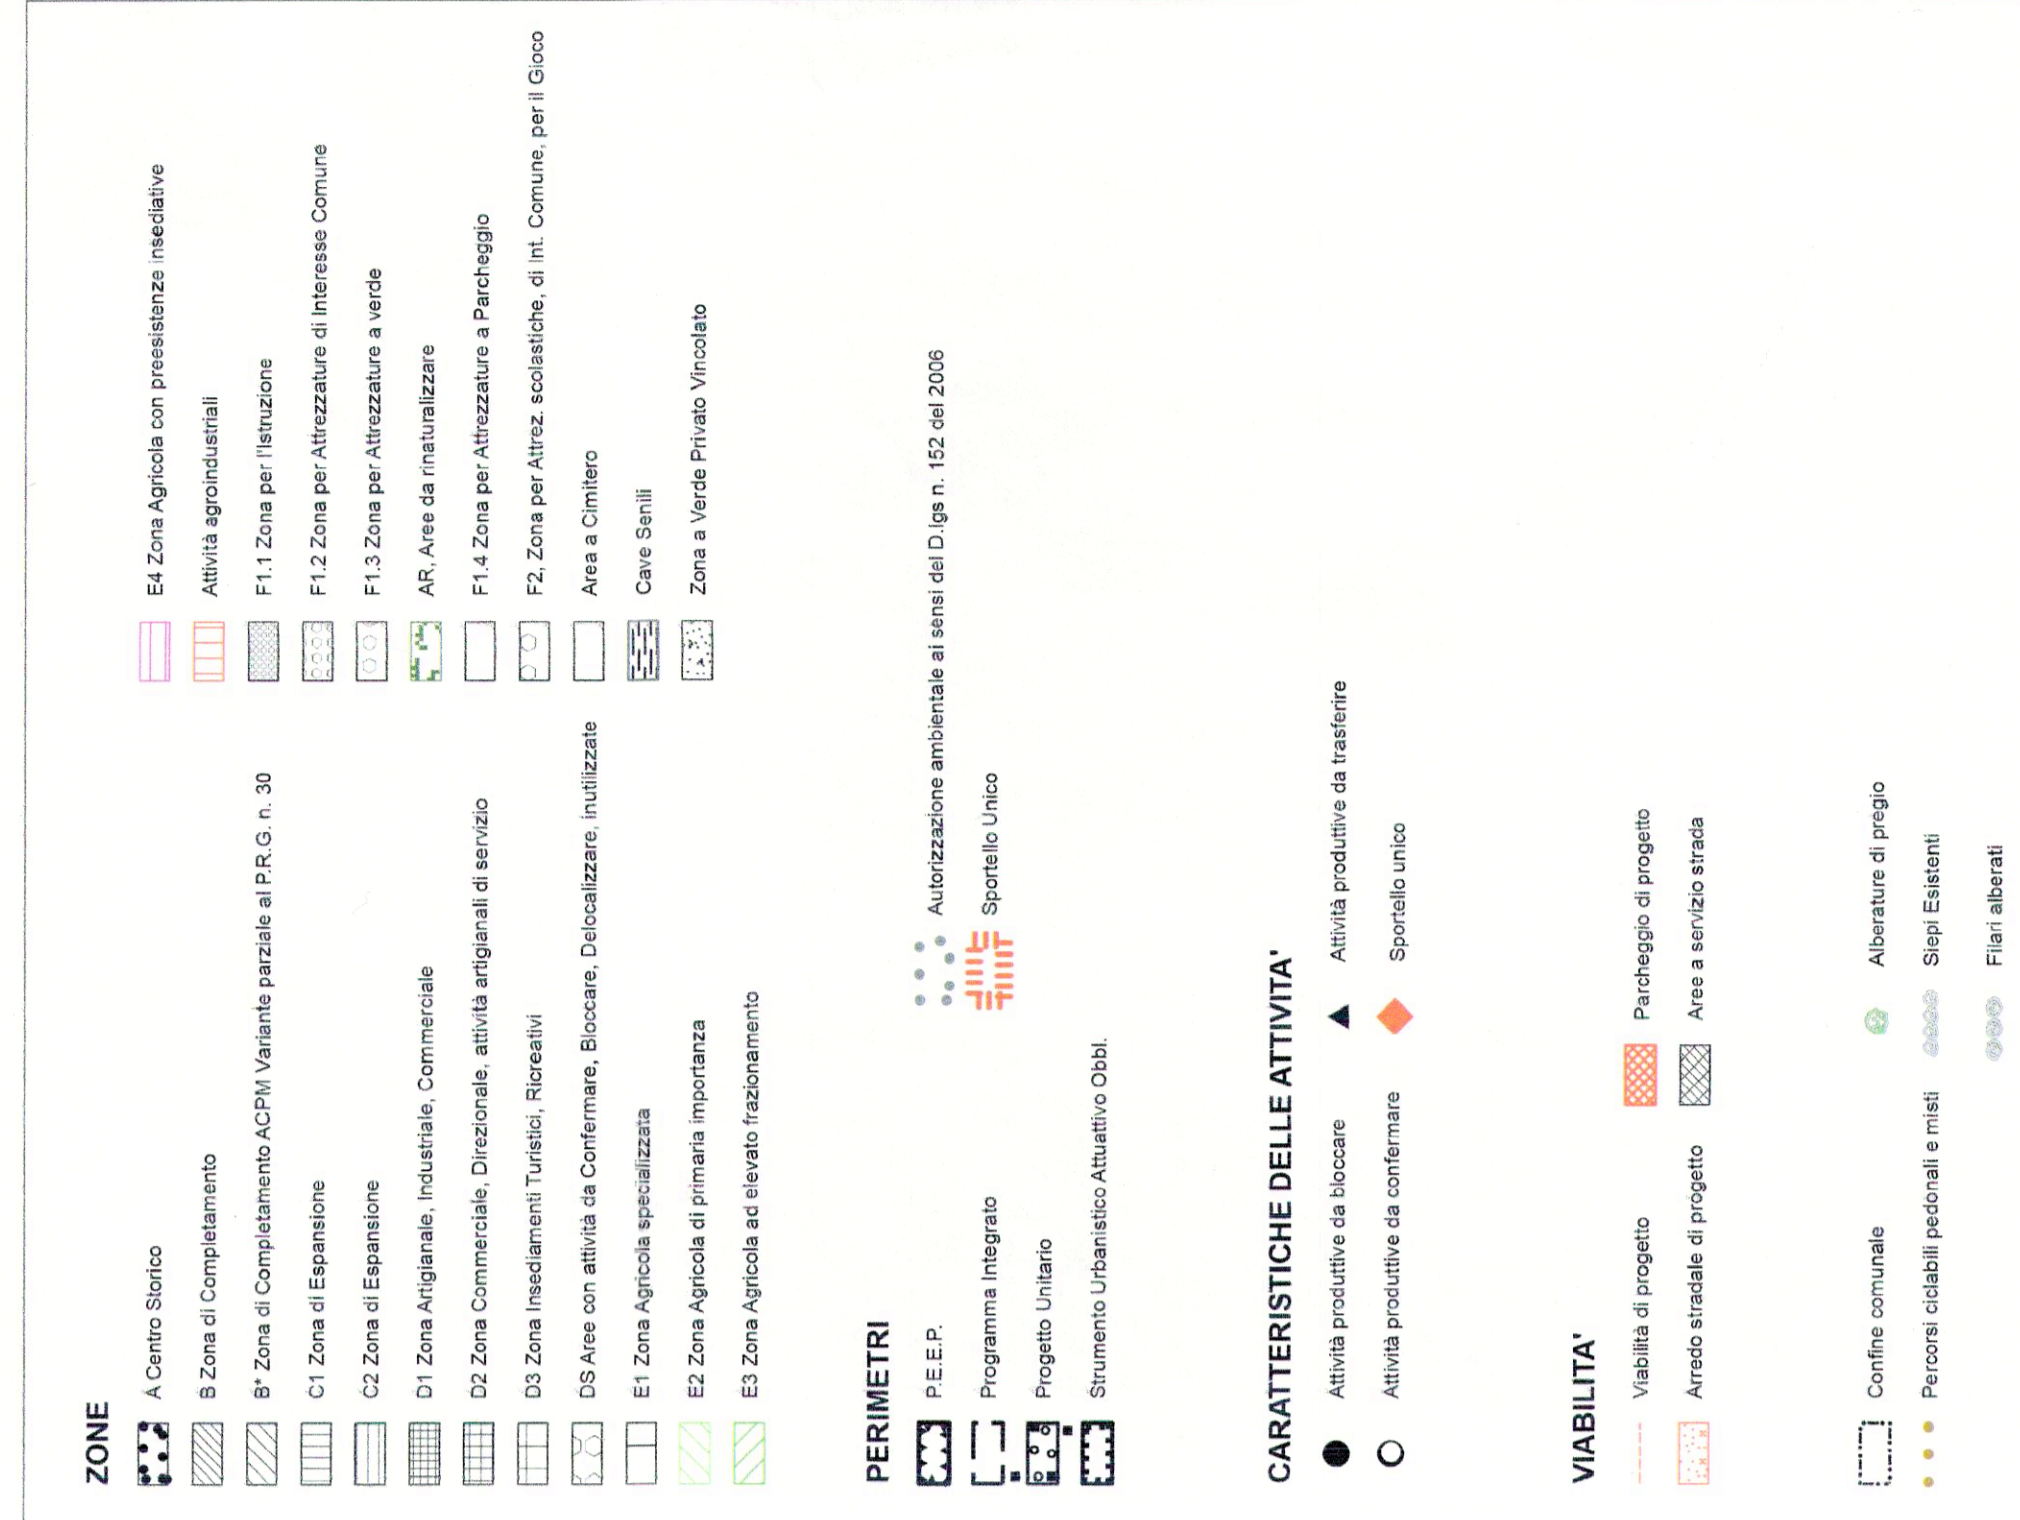 ZONE
A Centro Storico
B Zona di Completamento
B* Zona di Completamento ACPM Variante parziale al P.R.G. n. 30
C1 Zona di Espansione
C2 Zona di Espansione
D1 Zona Artigianale, Industriale, Commerciale
D2 Zona Commerciale, Direzionale, attività artigianali di servizio
D3 Zona Insediamenti Turistici, Ricreativi
DS Aree con attività da Confermare, Bloccare, Delocalizzare, inutilizzate
E1 Zona Agricola specializzata
E2 Zona Agricola di primaria importanza
E3 Zona Agricola ad elevato frazionamento
E4 Zona Agricola con preesistenze insediative
Attività agroindustriali
F1.1 Zona per l'Istruzione
F1.2 Zona per Attrezzature di Interesse Comune
F1.3 Zona per Attrezzature a verde
AR, Aree da rinaturalizzare
F1.4 Zona per Attrezzature a Parcheggio
F2, Zona per Attrez. scolastiche, di Int. Comune, per il Gioco
Area a Cimitero
Cave Senili
Zona a Verde Privato Vincolato
PERIMETRI
P.E.E.P.
Programma Integrato
Progetto Unitario
Strumento Urbanistico Attuattivo Obbl.
Autorizzazione ambientale ai sensi del D.lgs n. 152 del 2006
Sportello Unico
CARATTERISTICHE DELLE ATTIVITA'
Attività produttive da bloccare
Attività produttive da confermare
Attività produttive da trasferire
Sportello unico
VIABILITA'
Viabilità di progetto
Arredo stradale di progetto
Parcheggio di progetto
Aree a servizio strada
Confine comunale
Percorsi ciclabili pedonali e misti
Alberature di pregio
Siepi Esistenti
Filari alberati